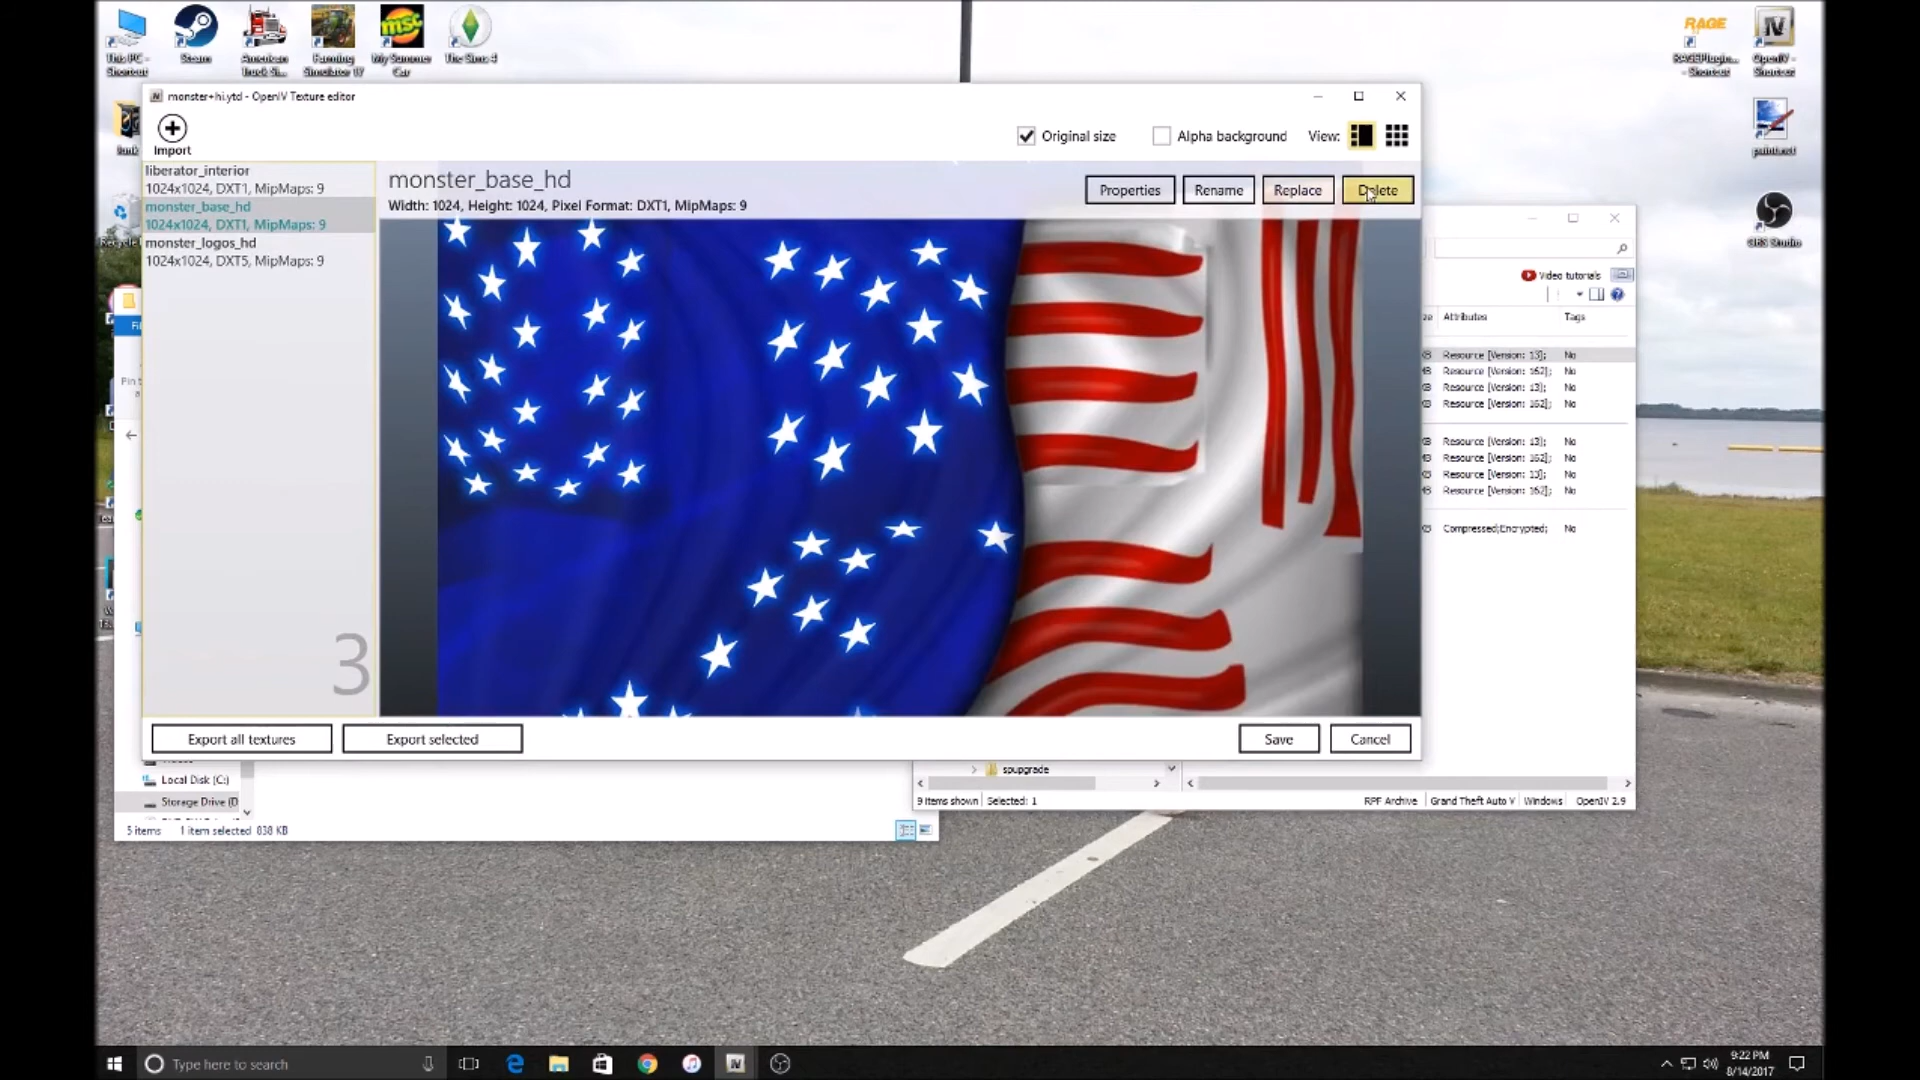 This PC - Shortcut
Steam
American Truck Si...
Farming Simulator 17
My Summer Car
The Sims 4
RAGEPlugin... - Shortcut
OpenIV - Shortcut
paint.net
OBS Studio
monster+hi.ytd - OpenIV Texture editor
Import
Original size
Alpha background
View:
liberator_interior
1024x1024, DXT1, MipMaps: 9
monster_base_hd
1024x1024, DXT1, MipMaps: 9
monster_logos_hd
1024x1024, DXT5, MipMaps: 9
3
monster_base_hd
Width: 1024, Height: 1024, Pixel Format: DXT1, MipMaps: 9
Properties
Rename
Replace
Delete
Export all textures
Export selected
Save
Cancel
Video tutorials
Attributes
Tags
Resource [Version: 13]; No
Resource [Version: 162]; No
Resource [Version: 13]; No
Resource [Version: 162]; No
Resource [Version: 13]; No
Resource [Version: 162]; No
Resource [Version: 13]; No
Resource [Version: 162]; No
Compressed;Encrypted; No
Local Disk (C:)
Storage Drive (D
5 items
1 item selected 838 KB
spupgrade
9 items shown
Selected: 1
RPF Archive
Grand Theft Auto V
Windows
OpenIV 2.9
Type here to search
9:22 PM
8/14/2017